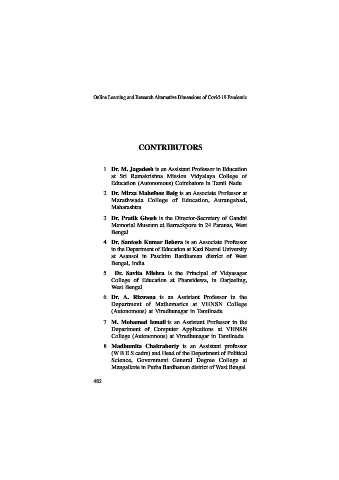 Online Learning and Research Alternative Dimensions of Covid-19 Pandemic
CONTRIBUTORS
1 Dr. M. Jagadesh is an Assistant Professor in Education
at Sri Ramakrishna Mission Vidyalaya College of
Education (Autonomous) Coimbatore in Tamil Nadu
2 Dr. Mirza Mahefooz Baig is an Associate Professor at
Marathwada College of Education, Aurangabad,
Maharashtra
3 Dr. Pratik Ghosh is the Director-Secretary of Gandhi
Memorial Museum at Barrackpore in 24 Paranas, West
Bengal
4 Dr. Santosh Kumar Behera is an Associate Professor
in the Department of Education at Kazi Nazrul University
at Asansol in Paschim Bardhaman district of West
Bengal, India
5 Dr. Savita Mishra is the Principal of Vidyasagar
College of Education at Phansidewa, in Darjeeling,
West Bengal
6 Dr. A. Rizwana is an Assistant Professor in the
Department of Mathematics at VHNSN College
(Autonomous) at Virudhunagar in Tamilnadu
7 M. Mohamed Ismail is an Assistant Professor in the
Department of Computer Applications at VHNSN
College (Autonomous) at Virudhunagar in Tamilnadu
8 Madhumita Chakraborty is an Assistant professor
(W B E S cadre) and Head of the Department of Political
Science, Government General Degree College at
Mangalkote in Purba Bardhaman district of West Bengal
402